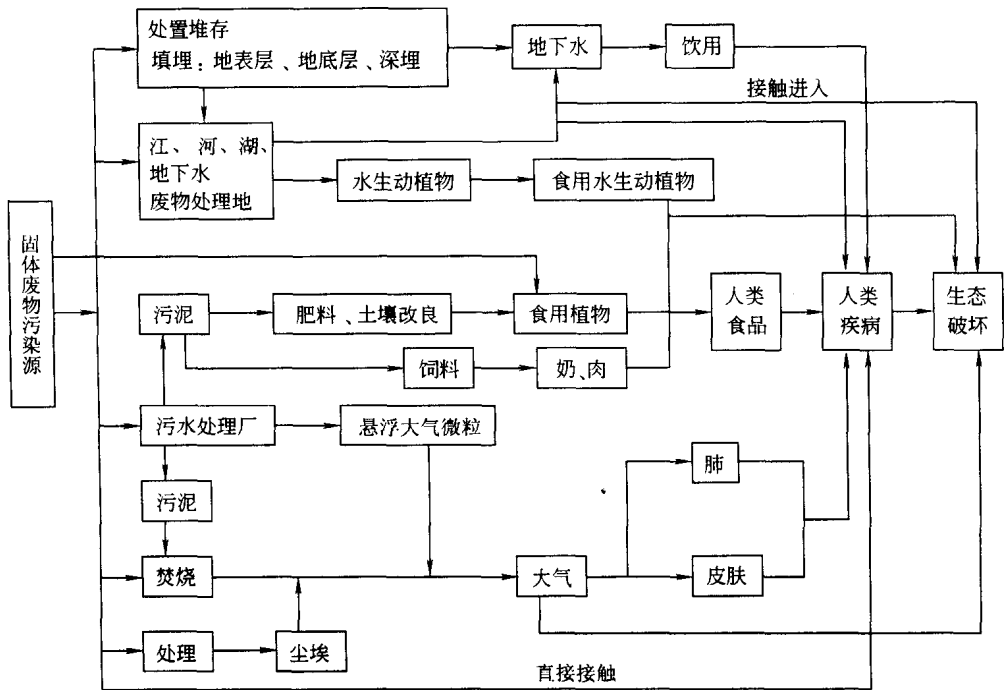 处置堆存
填埋：地表层、地底层、深埋
地下水
饮用
接触进入
江、河、湖、
地下水
废物处理地
水生动植物
食用水生动植物
固体废物污染源
污泥
肥料、土壤改良
食用植物
人类
食品
人类
疾病
生态
破坏
饲料
奶、肉
污水处理厂
悬浮大气微粒
肺
污泥
焚烧
大气
皮肤
处理
尘埃
直接接触